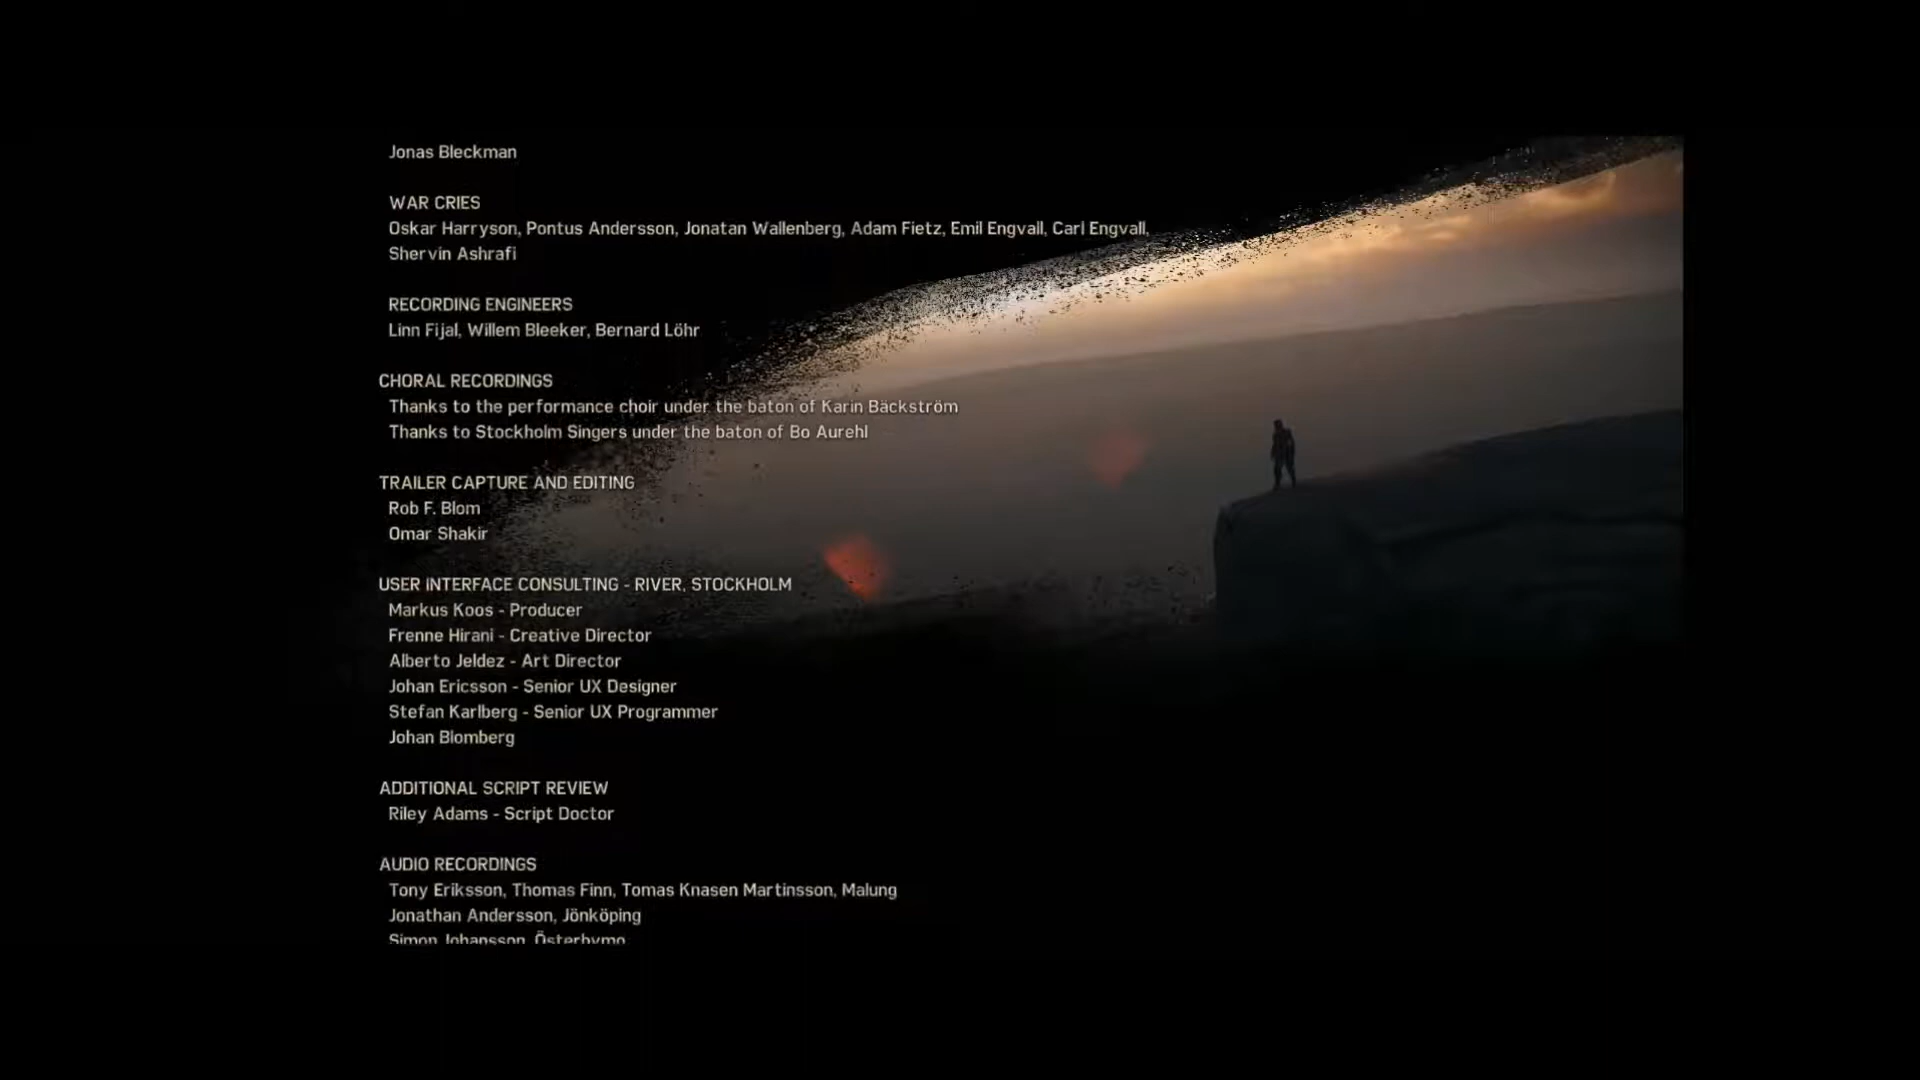 Jonas Bleckman
WAR CRIES
Oskar Harryson, Pontus Andersson, Jonatan Wallenberg, Adam Fietz, Emil Engvall, Carl Engvall,
Shervin Ashrafi
RECORDING ENGINEERS
Linn Fijal, Willem Bleeker, Bernard Löhr
CHORAL RECORDINGS
Thanks to the performance choir under the baton of Karin Bäckström
Thanks to Stockholm Singers under the baton of Bo Aurehl
TRAILER CAPTURE AND EDITING
Rob F. Blom
Omar Shakir
USER INTERFACE CONSULTING - RIVER, STOCKHOLM
Markus Koos - Producer
Frenne Hirani - Creative Director
Alberto Jeldez - Art Director
Johan Ericsson - Senior UX Designer
Stefan Karlberg - Senior UX Programmer
Johan Blomberg
ADDITIONAL SCRIPT REVIEW
Riley Adams - Script Doctor
AUDIO RECORDINGS
Tony Eriksson, Thomas Finn, Tomas Knasen Martinsson, Malung
Jonathan Andersson, Jönköping
Simon Johansson, Österbymo